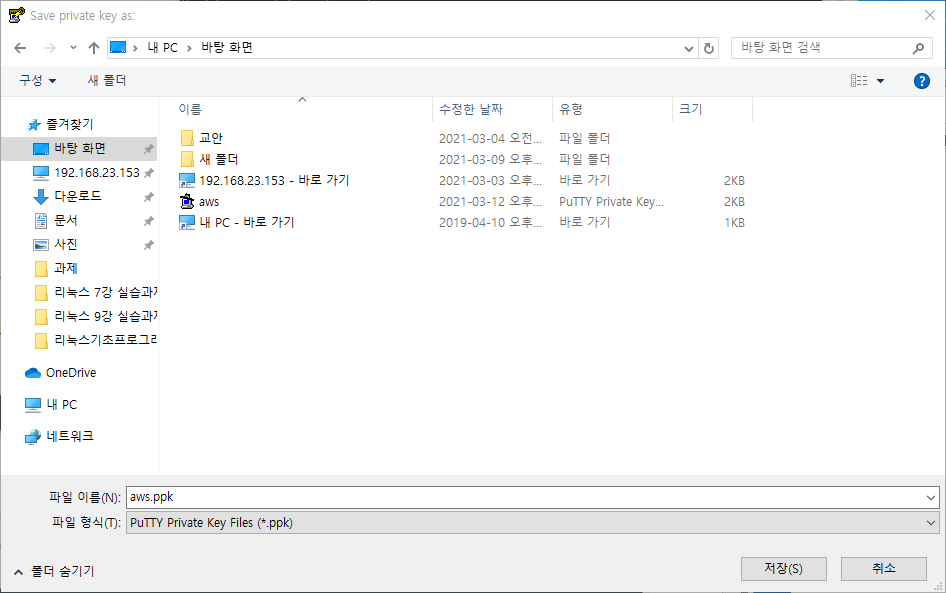 Save private key as:
내 PC > 바탕 화면
바탕 화면 검색
구성
새 폴더
이름
수정한 날짜
유형
크기
교안 2021-03-04 오전... 파일 폴더
새 폴더 2021-03-09 오후... 파일 폴더
192.168.23.153 - 바로 가기 2021-03-03 오후... 바로 가기 2KB
aws 2021-03-12 오후... PuTTY Private Key... 2KB
내 PC - 바로 가기 2019-04-10 오후... 바로 가기 1KB
즐겨찾기
바탕 화면
192.168.23.153
다운로드
문서
사진
과제
리눅스 7강 실습과
리눅스 9강 실습과
리눅스기초프로그
OneDrive
내 PC
네트워크
파일 이름(N): aws.ppk
파일 형식(T): PuTTY Private Key Files (*.ppk)
폴더 숨기기
저장(S)
취소